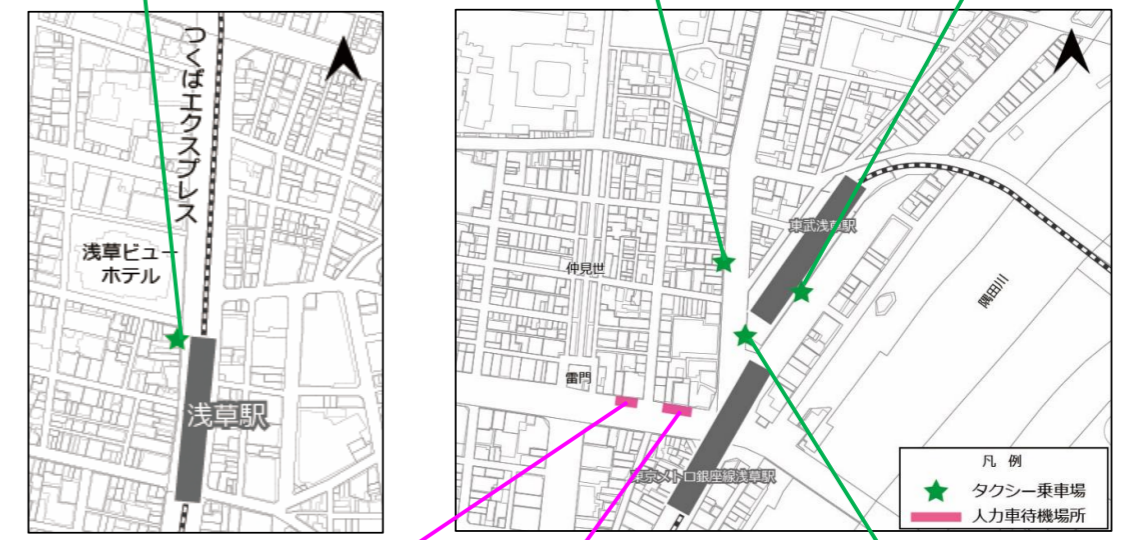 つくばエクスプレス
浅草ビュー
ホテル
浅草駅
東武浅草駅
仲見世
隅田川
雷門
東京メトロ銀座線浅草駅
凡 例
タクシー乗車場
人力車待機場所